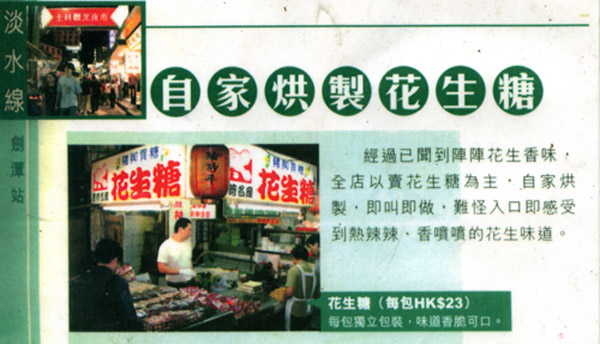 淡水線
劍潭站
士林觀光夜市
自家烘製花生糖
經過已聞到陣陣花生香味，
全店以賣花生糖為主，自家烘
製，即叫即做，難怪入口即感受
到熱辣辣、香噴噴的花生味道。
花生糖
花生糖
花生糖（每包HK$23）
每包獨立包裝，味道香脆可口。